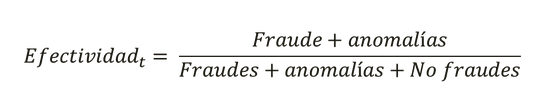 Efectividad_t = Fraude + anomalías
Fraudes + anomalías + No fraudes